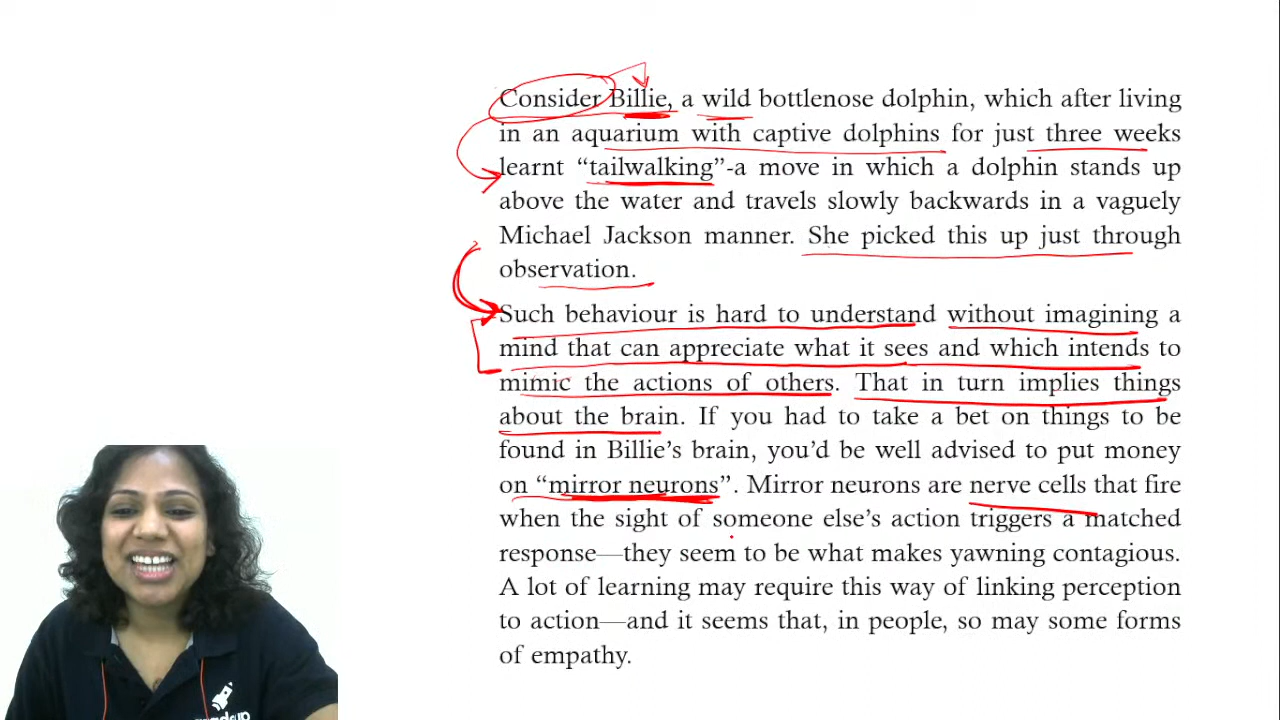 Consider Billie, a wild bottlenose dolphin, which after living
in an aquarium with captive dolphins for just three weeks
learnt “tailwalking”-a move in which a dolphin stands up
above the water and travels slowly backwards in a vaguely
Michael Jackson manner. She picked this up just through
observation.
Such behaviour is hard to understand without imagining a
mind that can appreciate what it sees and which intends to
mimic the actions of others. That in turn implies things
about the brain. If you had to take a bet on things to be
found in Billie’s brain, you’d be well advised to put money
on “mirror neurons”. Mirror neurons are nerve cells that fire
when the sight of someone else’s action triggers a matched
response—they seem to be what makes yawning contagious.
A lot of learning may require this way of linking perception
to action—and it seems that, in people, so may some forms
of empathy.